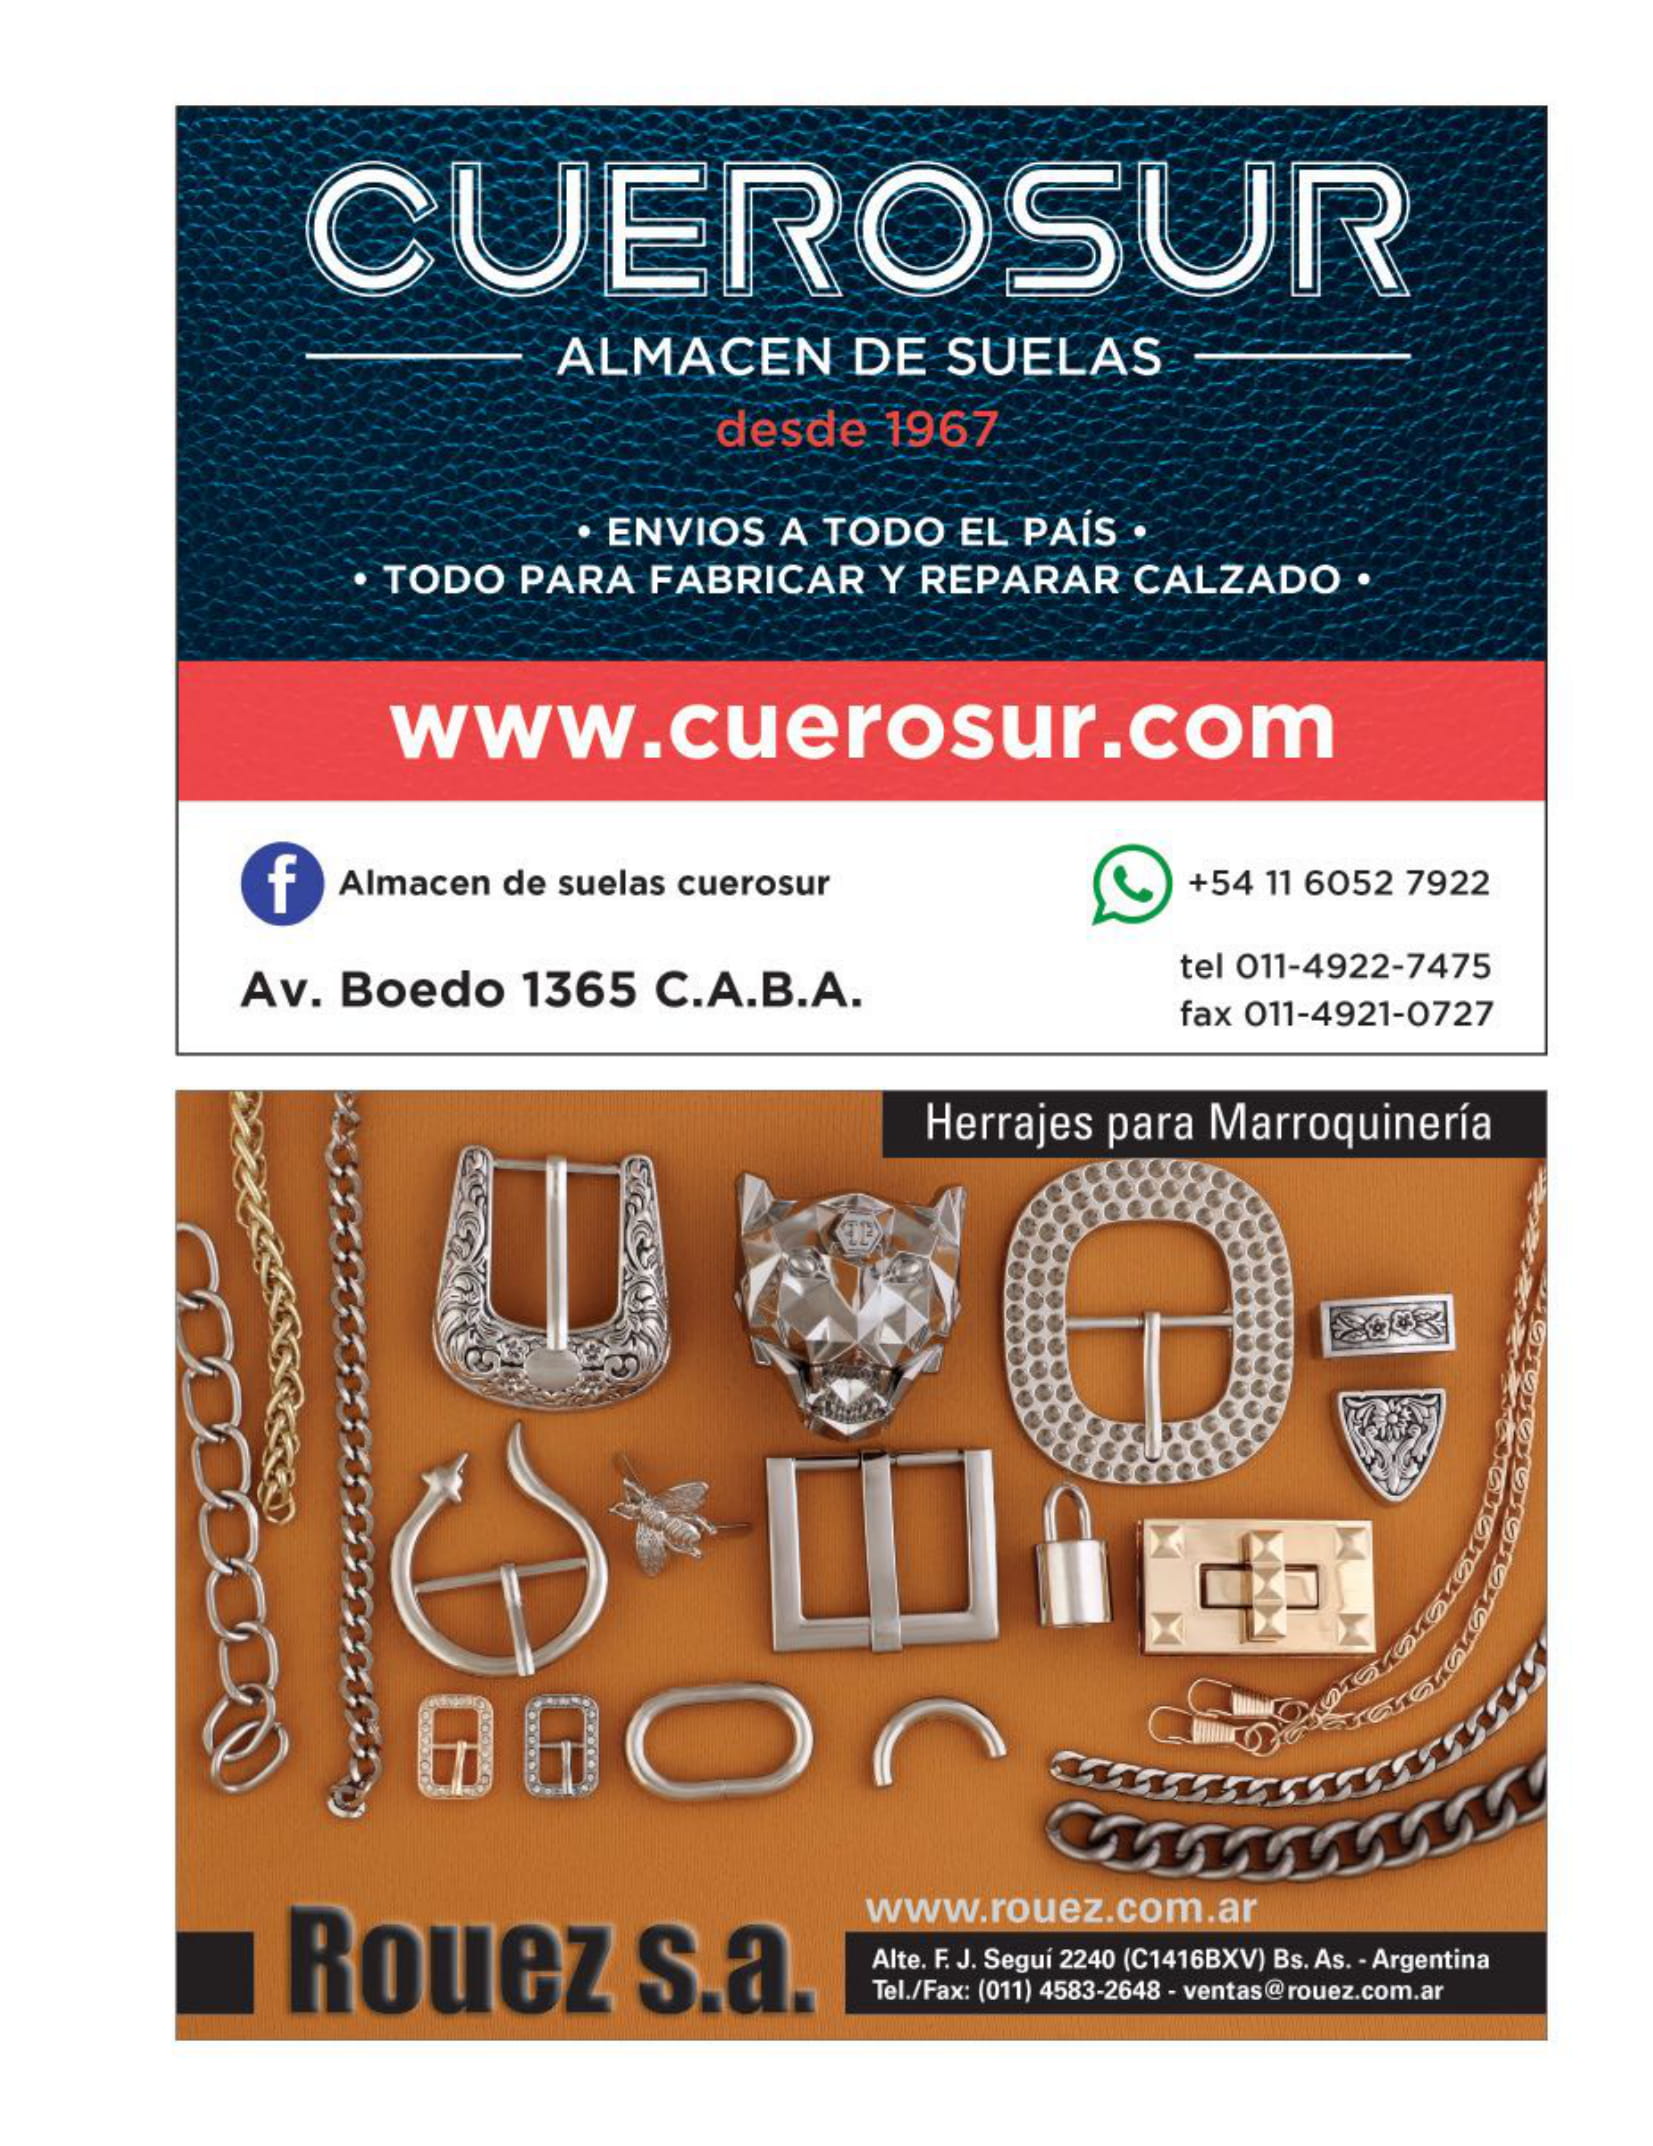 CUEROSUR
ALMACEN DE SUELAS
desde 1967
• ENVIOS A TODO EL PAÍS •
• TODO PARA FABRICAR Y REPARAR CALZADO •
www.cuerosur.com
f Almacen de suelas cuerosur
+54 11 6052 7922
Av. Boedo 1365 C.A.B.A.
tel 011-4922-7475
fax 011-4921-0727
Herrajes para Marroquinería
www.rouez.com.ar
Rouez s.a.
Alte. F. J. Seguí 2240 (C1416BXV) Bs. As. - Argentina
Tel./Fax: (011) 4583-2648 - ventas@rouez.com.ar